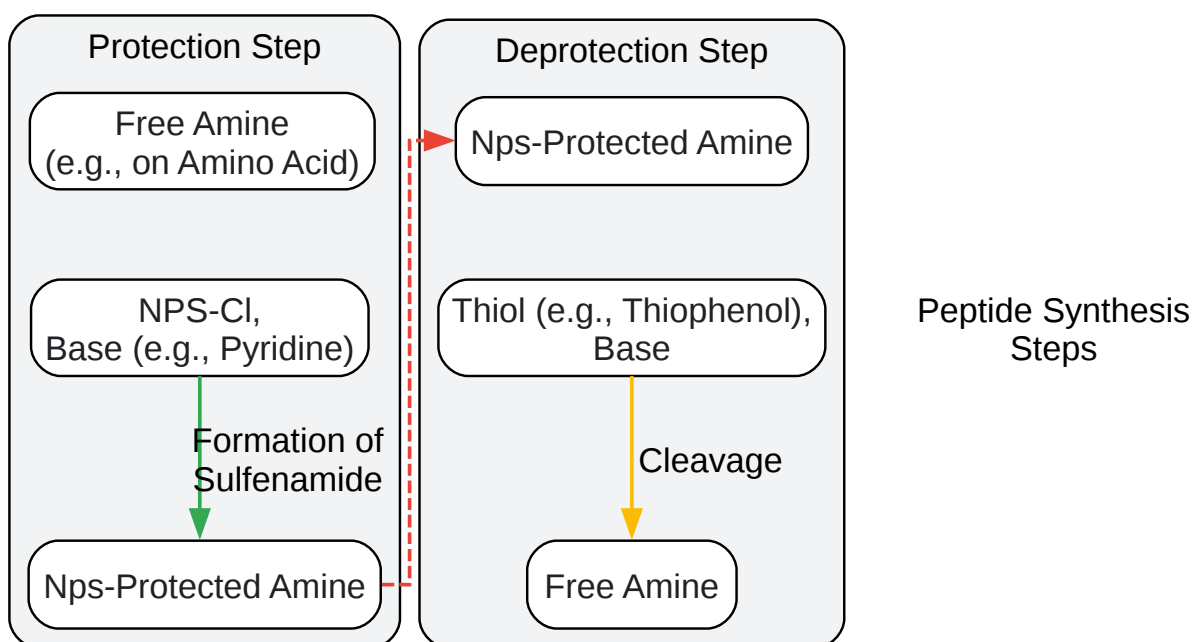 Protection Step
Free Amine
(e.g., on Amino Acid)
NPS-Cl,
Base (e.g., Pyridine)
Formation of
Sulfenamide
Nps-Protected Amine
Deprotection Step
Nps-Protected Amine
Thiol (e.g., Thiophenol),
Base
Cleavage
Free Amine
Peptide Synthesis
Steps